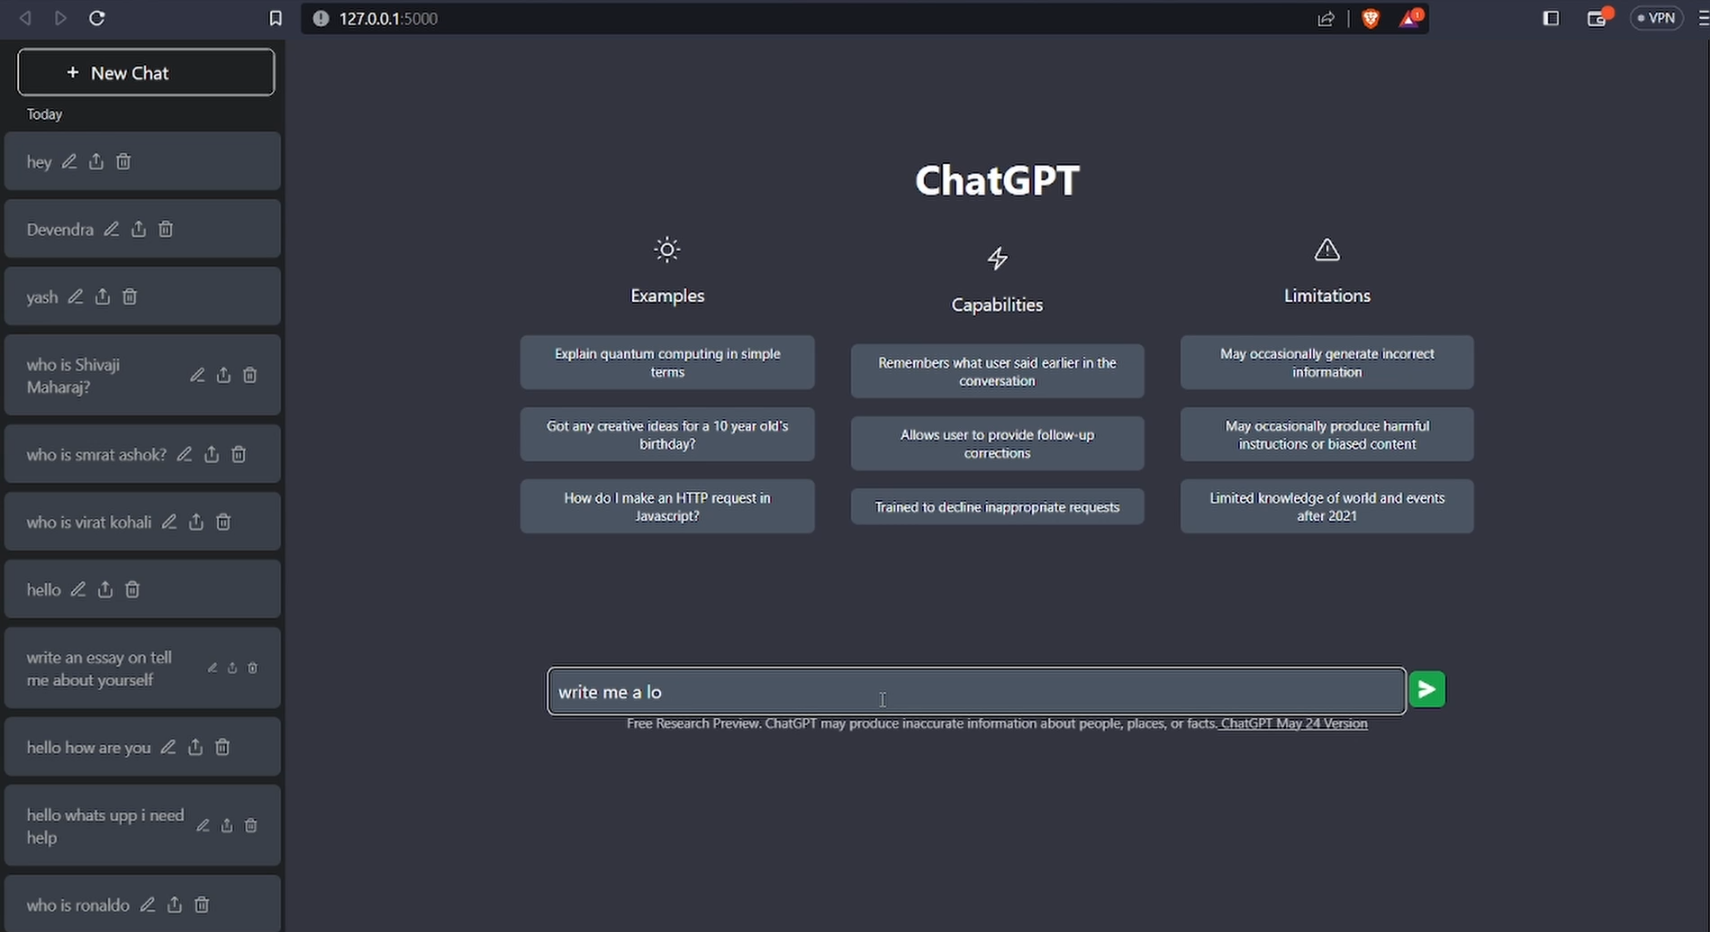 127.0.0.1:5000
VPN
+ New Chat
Today
hey
Devendra
yash
who is Shivaji
Maharaj?
who is smrat ashok?
who is virat kohali
hello
write an essay on tell
me about yourself
hello how are you
hello whats upp i need
help
who is ronaldo
ChatGPT
Examples
Explain quantum computing in simple
terms
Got any creative ideas for a 10 year old's
birthday?
How do I make an HTTP request in
Javascript?
Capabilities
Remembers what user said earlier in the
conversation
Allows user to provide follow-up
corrections
Trained to decline inappropriate requests
Limitations
May occasionally generate incorrect
information
May occasionally produce harmful
instructions or biased content
Limited knowledge of world and events
after 2021
write me a lo
Free Research Preview. ChatGPT may produce inaccurate information about people, places, or facts. ChatGPT May 24 Version